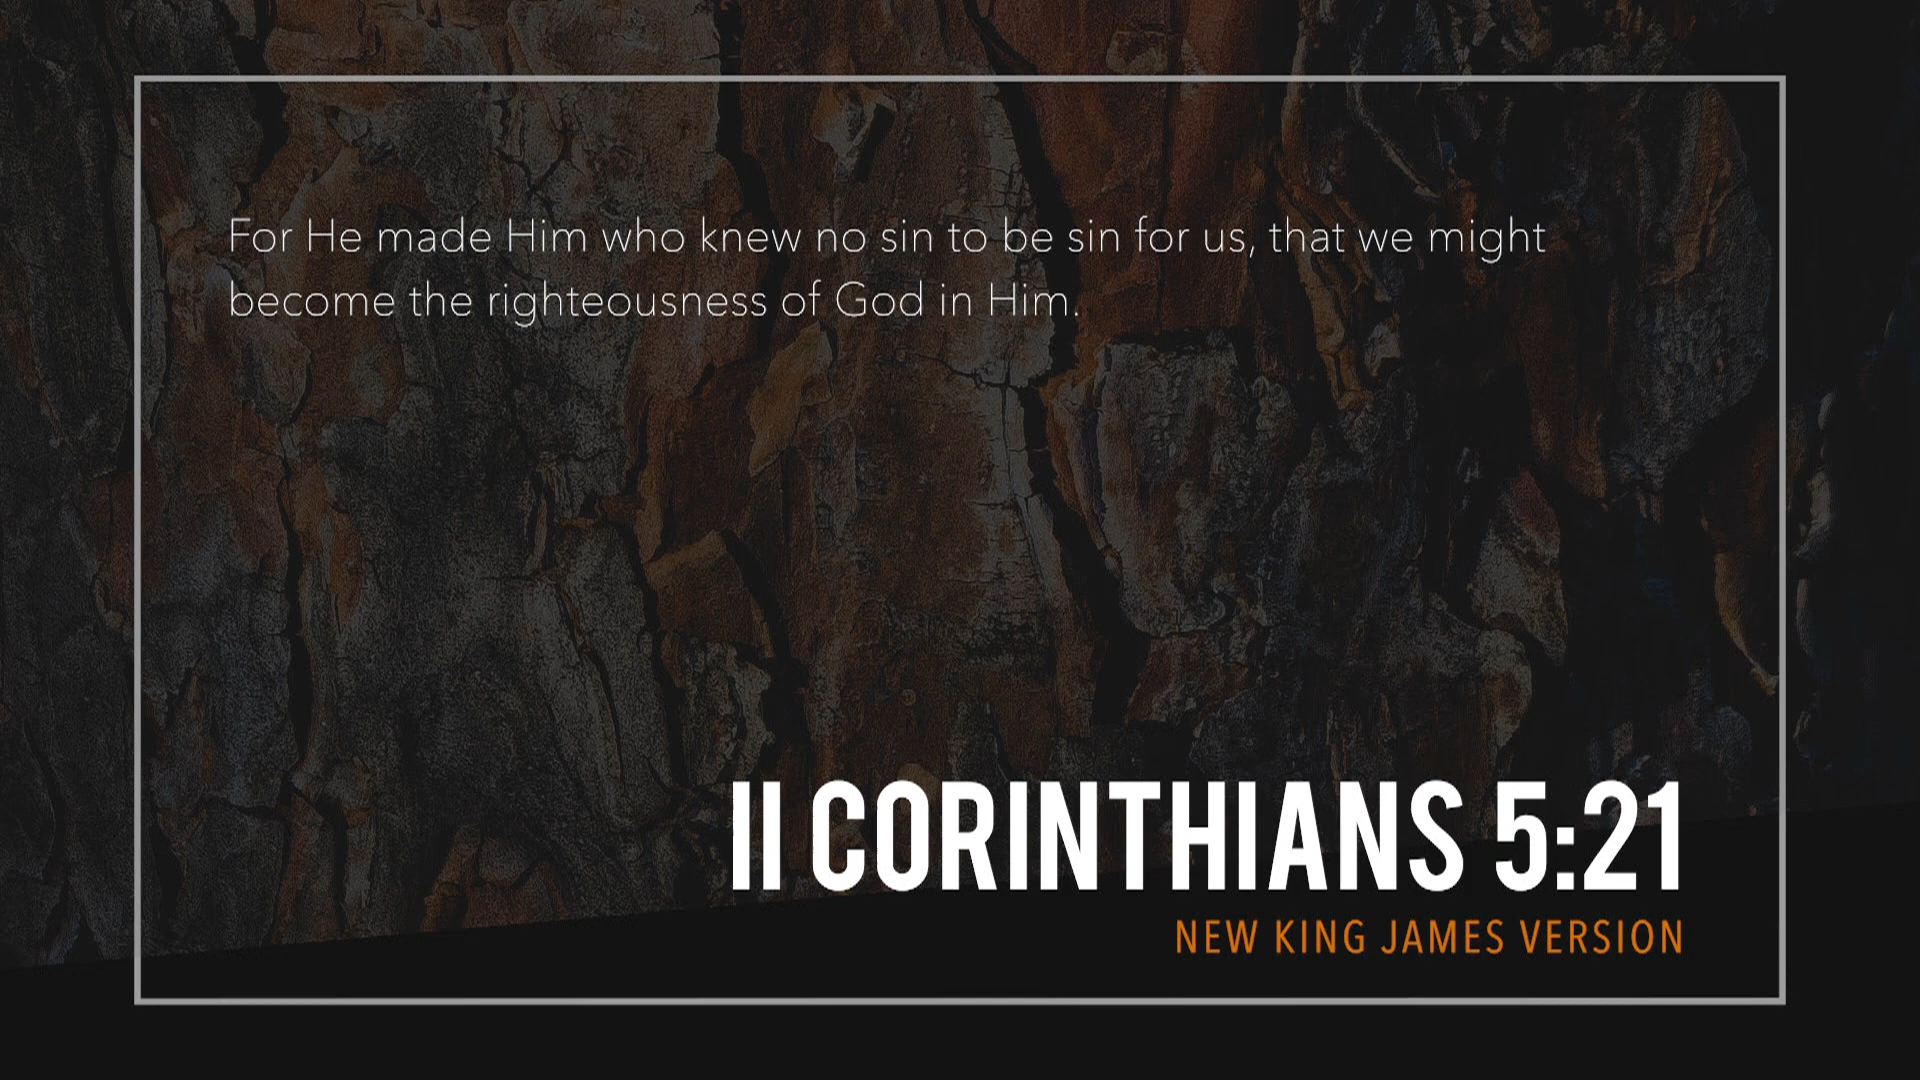 For He made Him who knew no sin to be sin for us, that we might
become the righteousness of God in Him.
II CORINTHIANS 5:21
NEW KING JAMES VERSION